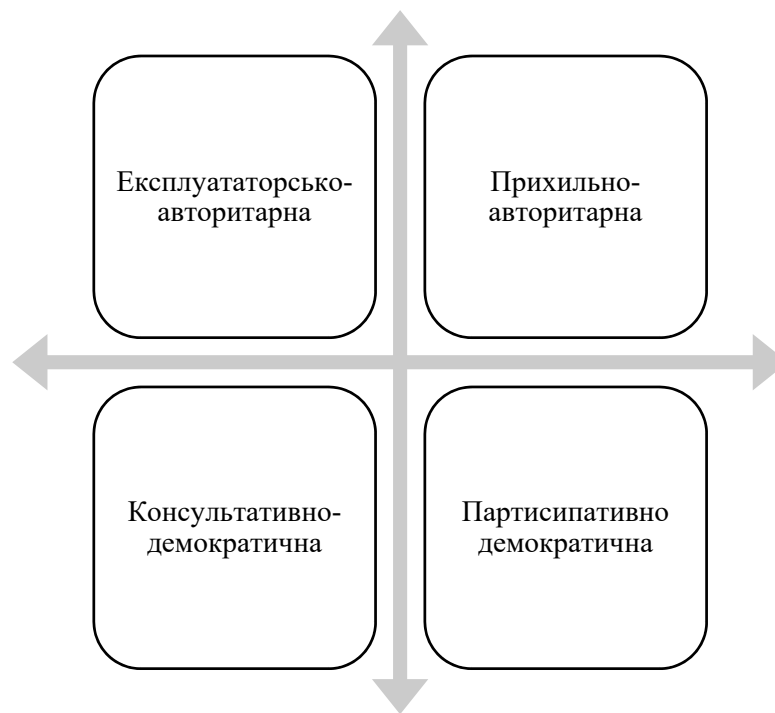 Експлуататорсько-
авторитарна
Прихильно-
авторитарна
Консультативно-
демократична
Партисипативно
демократична